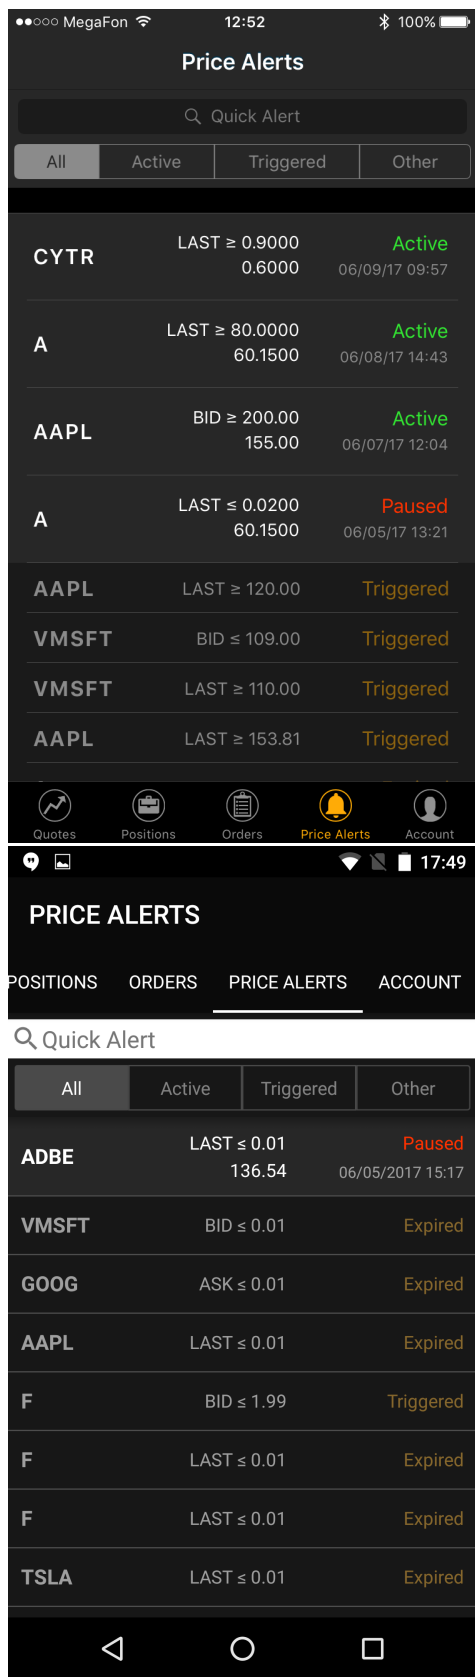 MegaFon 12:52 100%
Price Alerts
Quick Alert
All Active Triggered Other
CYTR LAST ≥ 0.9000 Active
0.6000 06/09/17 09:57
A LAST ≥ 80.0000 Active
60.1500 06/08/17 14:43
AAPL BID ≥ 200.00 Active
155.00 06/07/17 12:04
A LAST ≤ 0.0200 Paused
60.1500 06/05/17 13:21
AAPL LAST ≥ 120.00 Triggered
VMSFT BID ≤ 109.00 Triggered
VMSFT LAST ≥ 110.00 Triggered
AAPL LAST ≥ 153.81 Triggered
Quotes Positions Orders Price Alerts Account
17:49
PRICE ALERTS
POSITIONS ORDERS PRICE ALERTS ACCOUNT
Quick Alert
All Active Triggered Other
ADBE LAST ≤ 0.01 Paused
136.54 06/05/2017 15:17
VMSFT BID ≤ 0.01 Expired
GOOG ASK ≤ 0.01 Expired
AAPL LAST ≤ 0.01 Expired
F BID ≤ 1.99 Triggered
F LAST ≤ 0.01 Expired
F LAST ≤ 0.01 Expired
TSLA LAST ≤ 0.01 Expired